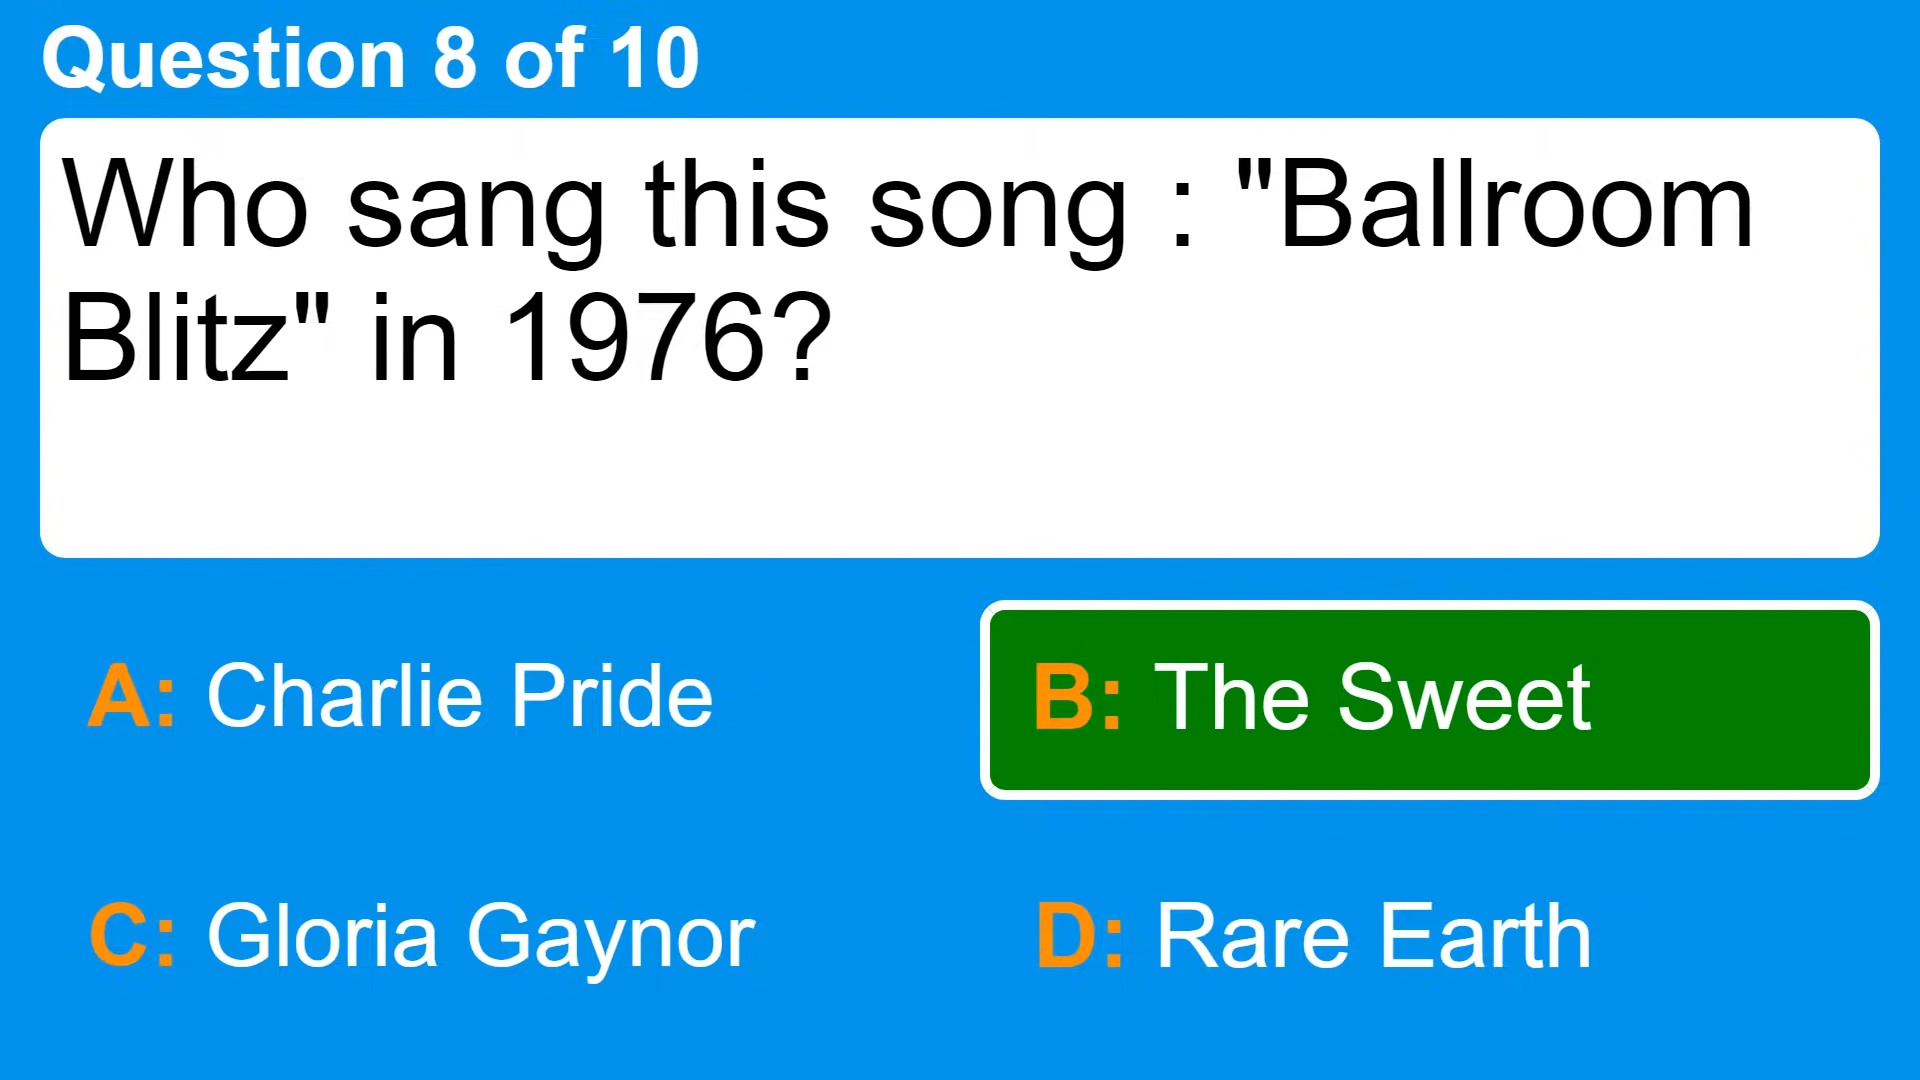 Question 8 of 10
Who sang this song : "Ballroom
Blitz" in 1976?
A: Charlie Pride
B: The Sweet
C: Gloria Gaynor
D: Rare Earth